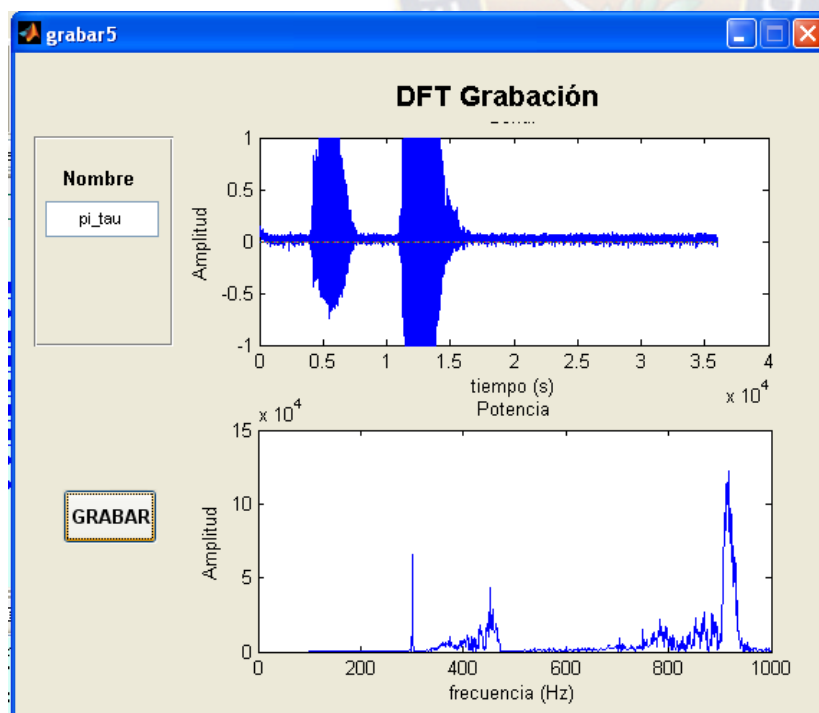 grabar5
DFT Grabación
Nombre
pi_tau
GRABAR
Amplitud
1
0.5
0
-0.5
-1
0 0.5 1 1.5 2 2.5 3 3.5 4
tiempo (s)
x 10^4
Potencia
x 10^4
Amplitud
15
10
5
0
0 200 400 600 800 1000
frecuencia (Hz)